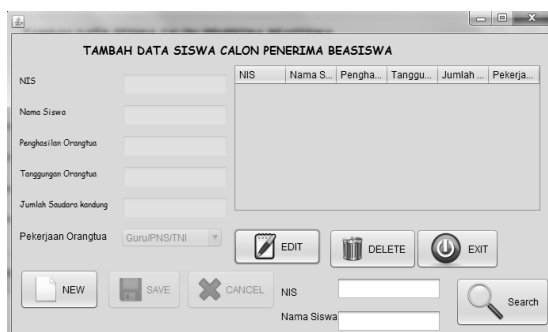 TAMBAH DATA SISWA CALON PENERIMA BEASISWA
NIS
Nama Siswa
Penghasilan Orangtua
Tanggungan Orangtua
Jumlah Saudara kandung
Pekerjaan Orangtua
Guru/PNS/TNI
NIS Nama S... Pengha... Tanggu... Jumlah ... Pekerja...
EDIT DELETE EXIT
NEW SAVE CANCEL
NIS
Nama Siswa
Search